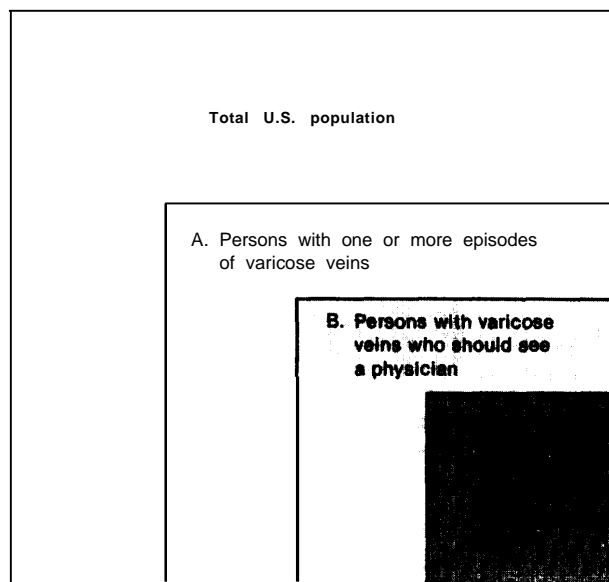 Total U.S. population
A. Persons with one or more episodes
of varicose veins
B. Persons with varicose
veins who should see
a physician